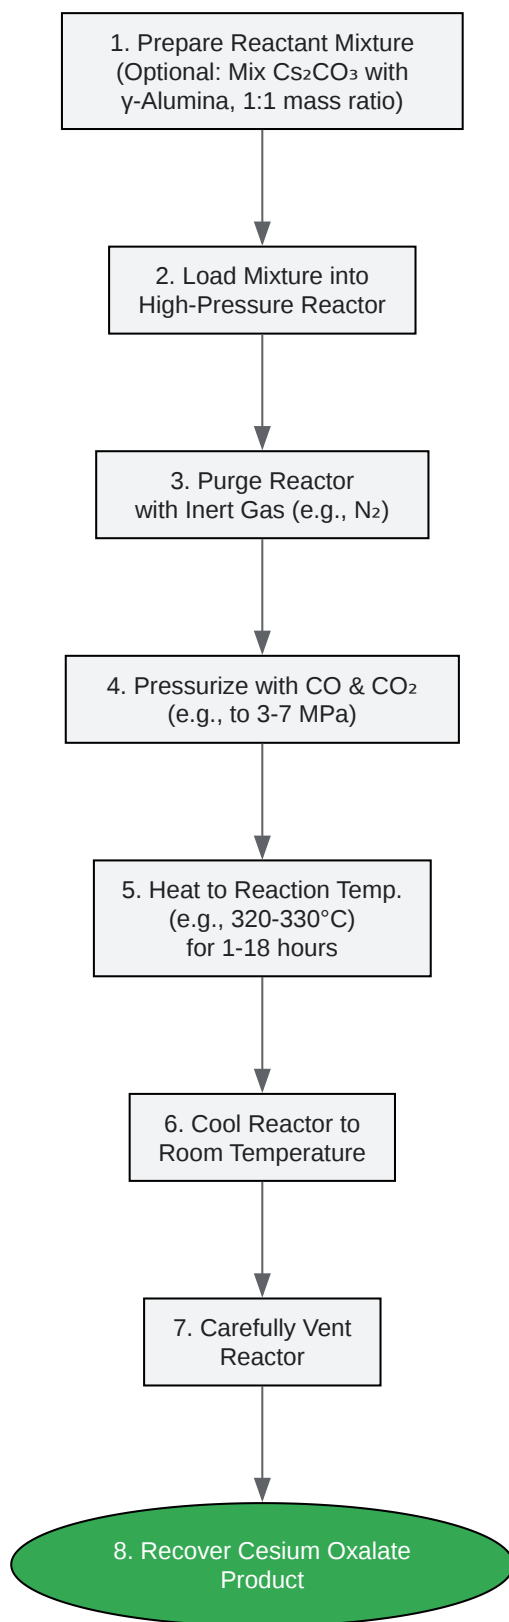 1. Prepare Reactant Mixture
(Optional: Mix Cs₂CO₃ with
γ-Alumina, 1:1 mass ratio)
2. Load Mixture into
High-Pressure Reactor
3. Purge Reactor
with Inert Gas (e.g., N₂)
4. Pressurize with CO & CO₂
(e.g., to 3-7 MPa)
5. Heat to Reaction Temp.
(e.g., 320-330°C)
for 1-18 hours
6. Cool Reactor to
Room Temperature
7. Carefully Vent
Reactor
8. Recover Cesium Oxalate
Product